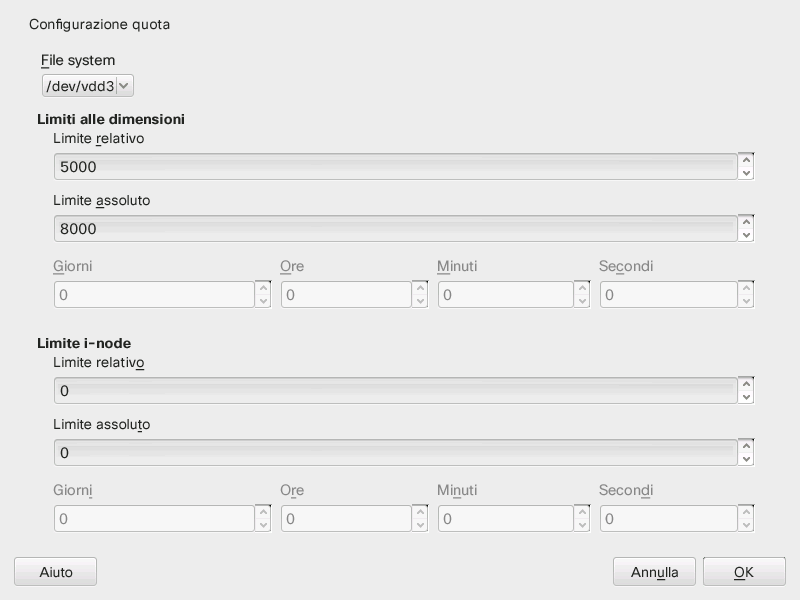 Configurazione quota
File system
/dev/vdd3
Limiti alle dimensioni
Limite relativo
5000
Limite assoluto
8000
Giorni Ore Minuti Secondi
0 0 0 0
Limite i-node
Limite relativo
0
Limite assoluto
0
Giorni Ore Minuti Secondi
0 0 0 0
Aiuto Annulla OK